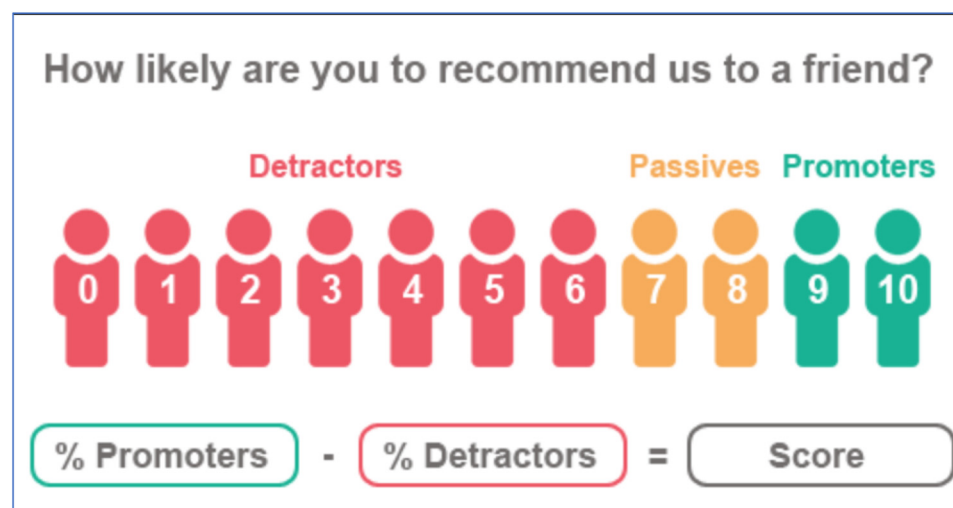 How likely are you to recommend us to a friend?
Detractors Passives Promoters
0 1 2 3 4 5 6 7 8 9 10
% Promoters - % Detractors = Score